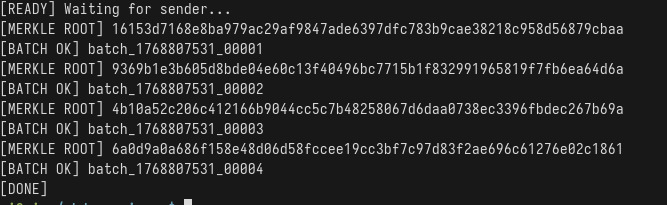 [READY] Waiting for sender...
[MERKLE ROOT] 16153d7168e8ba979ac29af9847ade6397dfc783b9cae38218c958d56879cbaa
[BATCH OK] batch_1768807531_00001
[MERKLE ROOT] 9369b1e3b605d8bde04e60c13f40496bc7715b1f832991965819f7fb6ea64d6a
[BATCH OK] batch_1768807531_00002
[MERKLE ROOT] 4b10a52c206c412166b9044cc5c7b48258067d6daa0738ec3396fbdec267b69a
[BATCH OK] batch_1768807531_00003
[MERKLE ROOT] 6a0d9a0a686f158e48d06d58fccee19cc3bf7c97d83f2ae696c61276e02c1861
[BATCH OK] batch_1768807531_00004
[DONE]